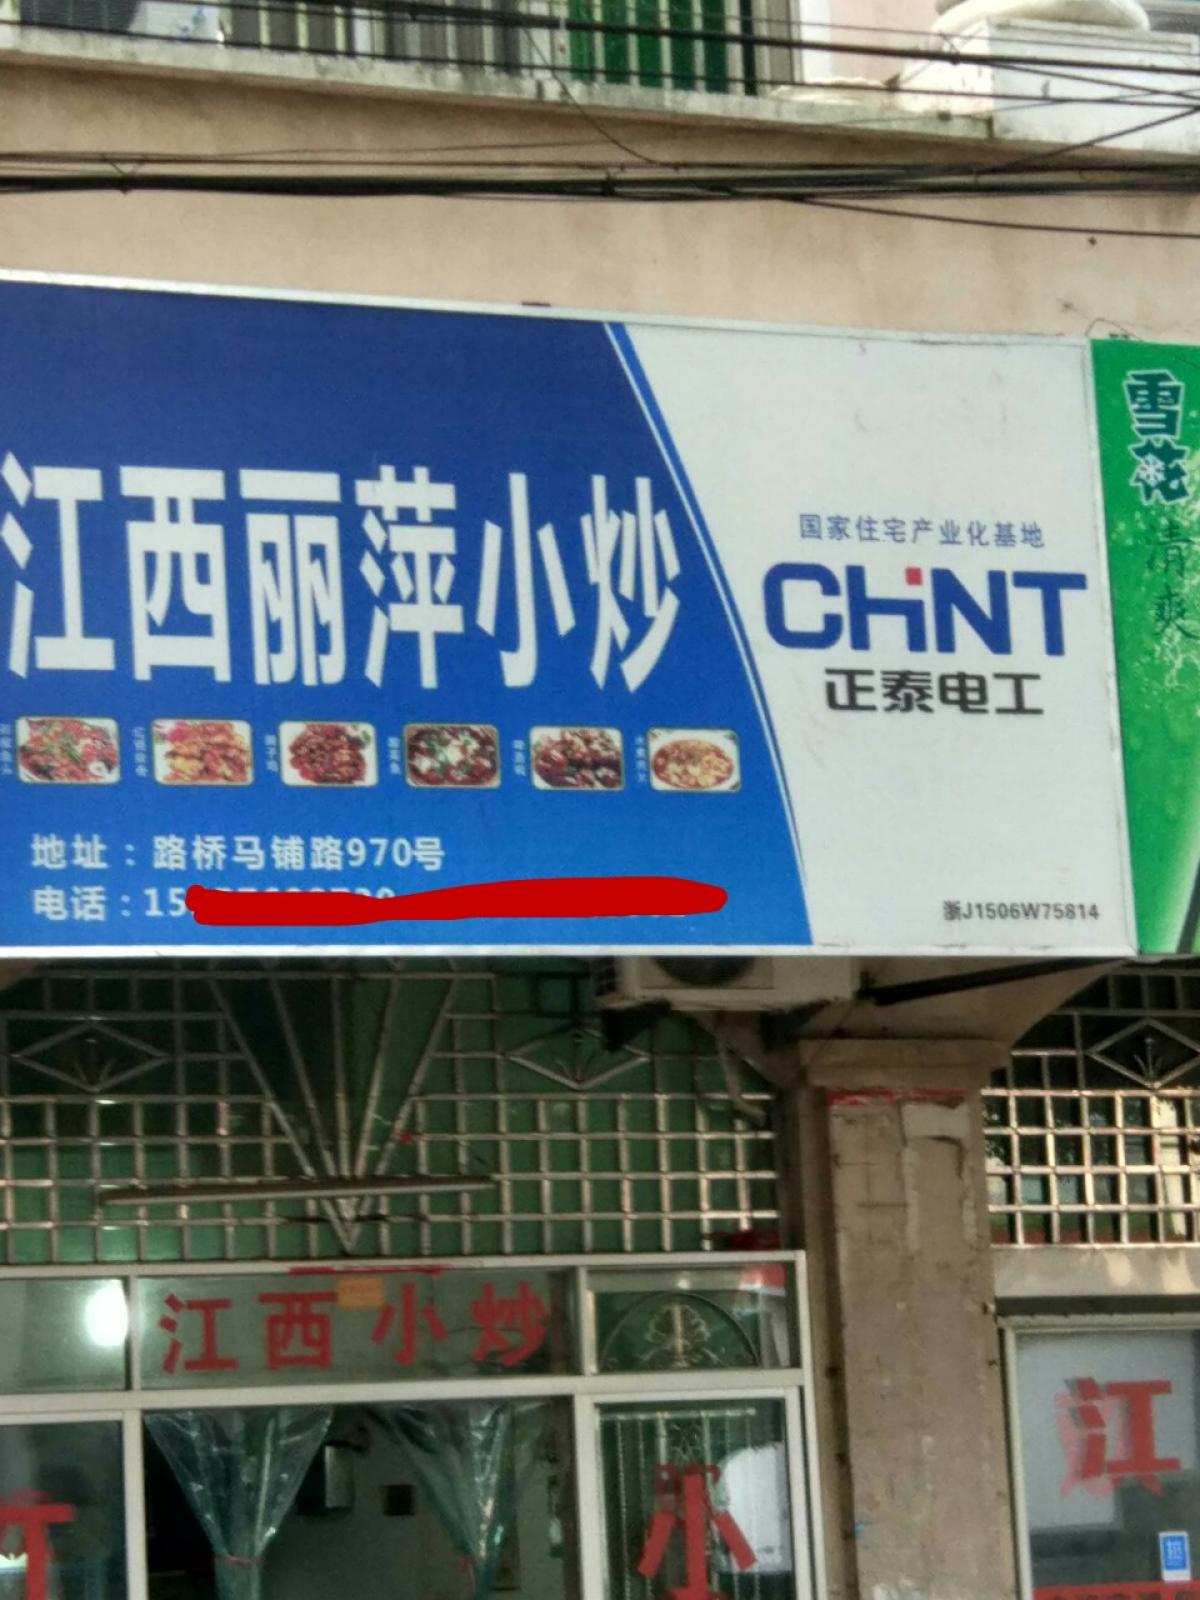 江西丽萍小炒
国家住宅产业化基地
CHiNT
正泰电工
雪花
清爽
地址：路桥马铺路970号
电话：15
浙J1506W75814
江西小炒
小
江